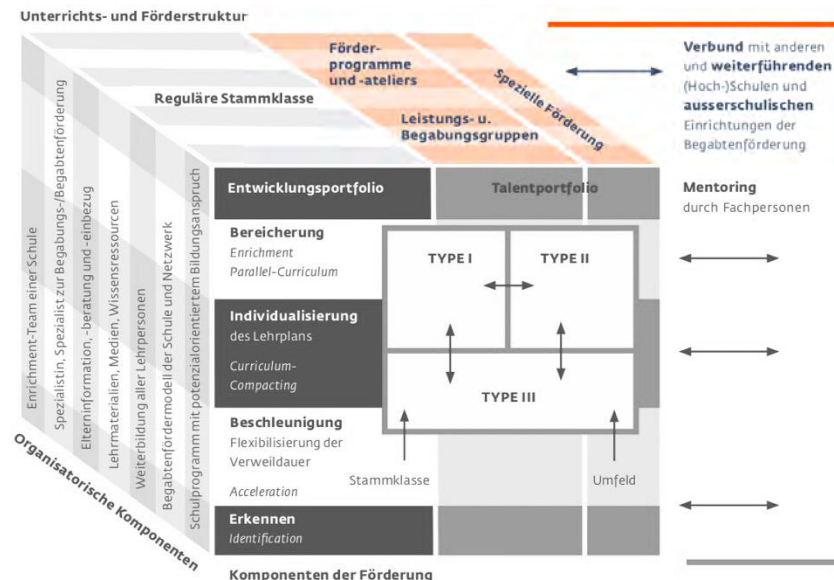 Unterrichts- und Förderstruktur
Reguläre Stammklasse
Förder-
programme
und -ateliers
Leistungs- u.
Begabungsgruppen
Spezielle Förderung
Verbund mit anderen
und weiterführenden
(Hoch-)Schulen und
ausserschulischen
Einrichtungen der
Begabtenförderung
Enrichment-Team einer Schule
Spezialistin, Spezialist zur Begabungs-/Begabtenförderung
Elterninformation, -beratung und -einbezug
Lehrmaterialien, Medien, Wissensressourcen
Weiterbildung aller Lehrpersonen
Begabtenfördermodell der Schule und Netzwerk
Schulprogramm mit potenzialorientiertem Bildungsanspruch
Organisatorische Komponenten
Entwicklungsportfolio
Talentportfolio
Mentoring
durch Fachpersonen
Bereicherung
Enrichment
Parallel-Curriculum
TYPE I
TYPE II
Individualisierung
des Lehrplans
Curriculum-
Compacting
TYPE III
Beschleunigung
Flexibilisierung der
Verweildauer
Acceleration
Stammklasse
Umfeld
Erkennen
Identification
Komponenten der Förderung